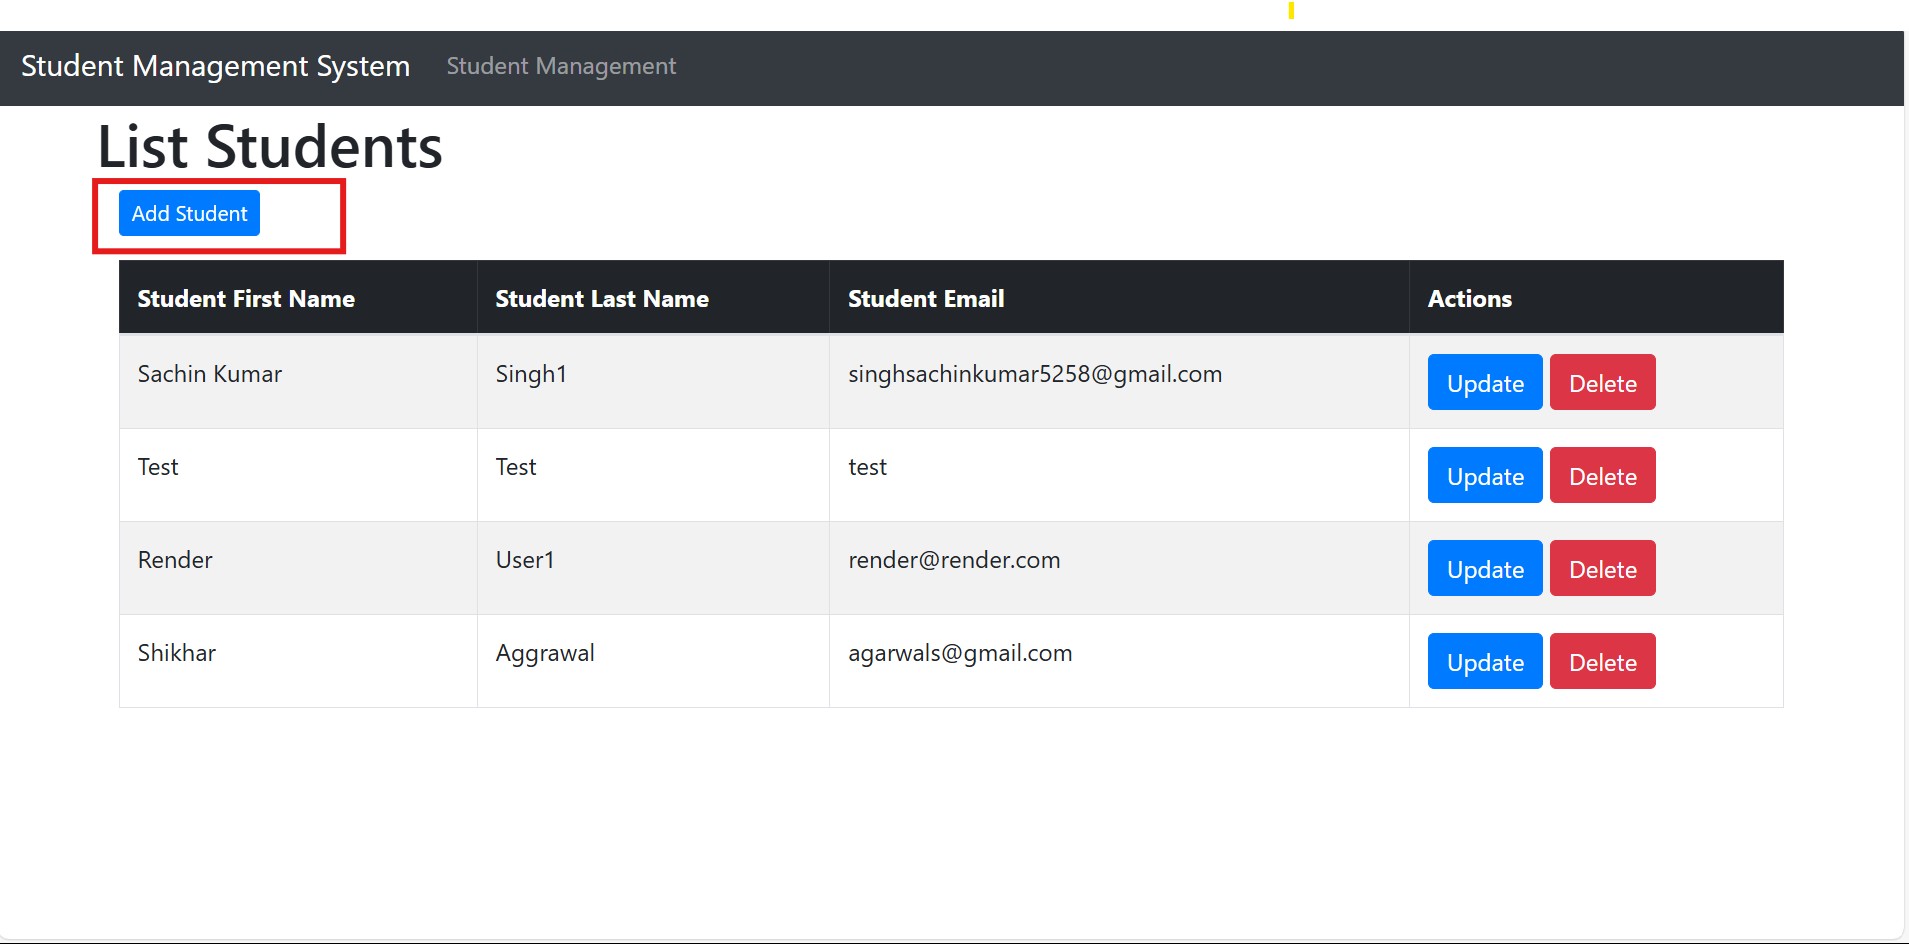 Student Management System Student Management
List Students
Add Student
Student First Name Student Last Name Student Email Actions
Sachin Kumar Singh1 singhsachinkumar5258@gmail.com Update Delete
Test Test test Update Delete
Render User1 render@render.com Update Delete
Shikhar Aggrawal agarwals@gmail.com Update Delete